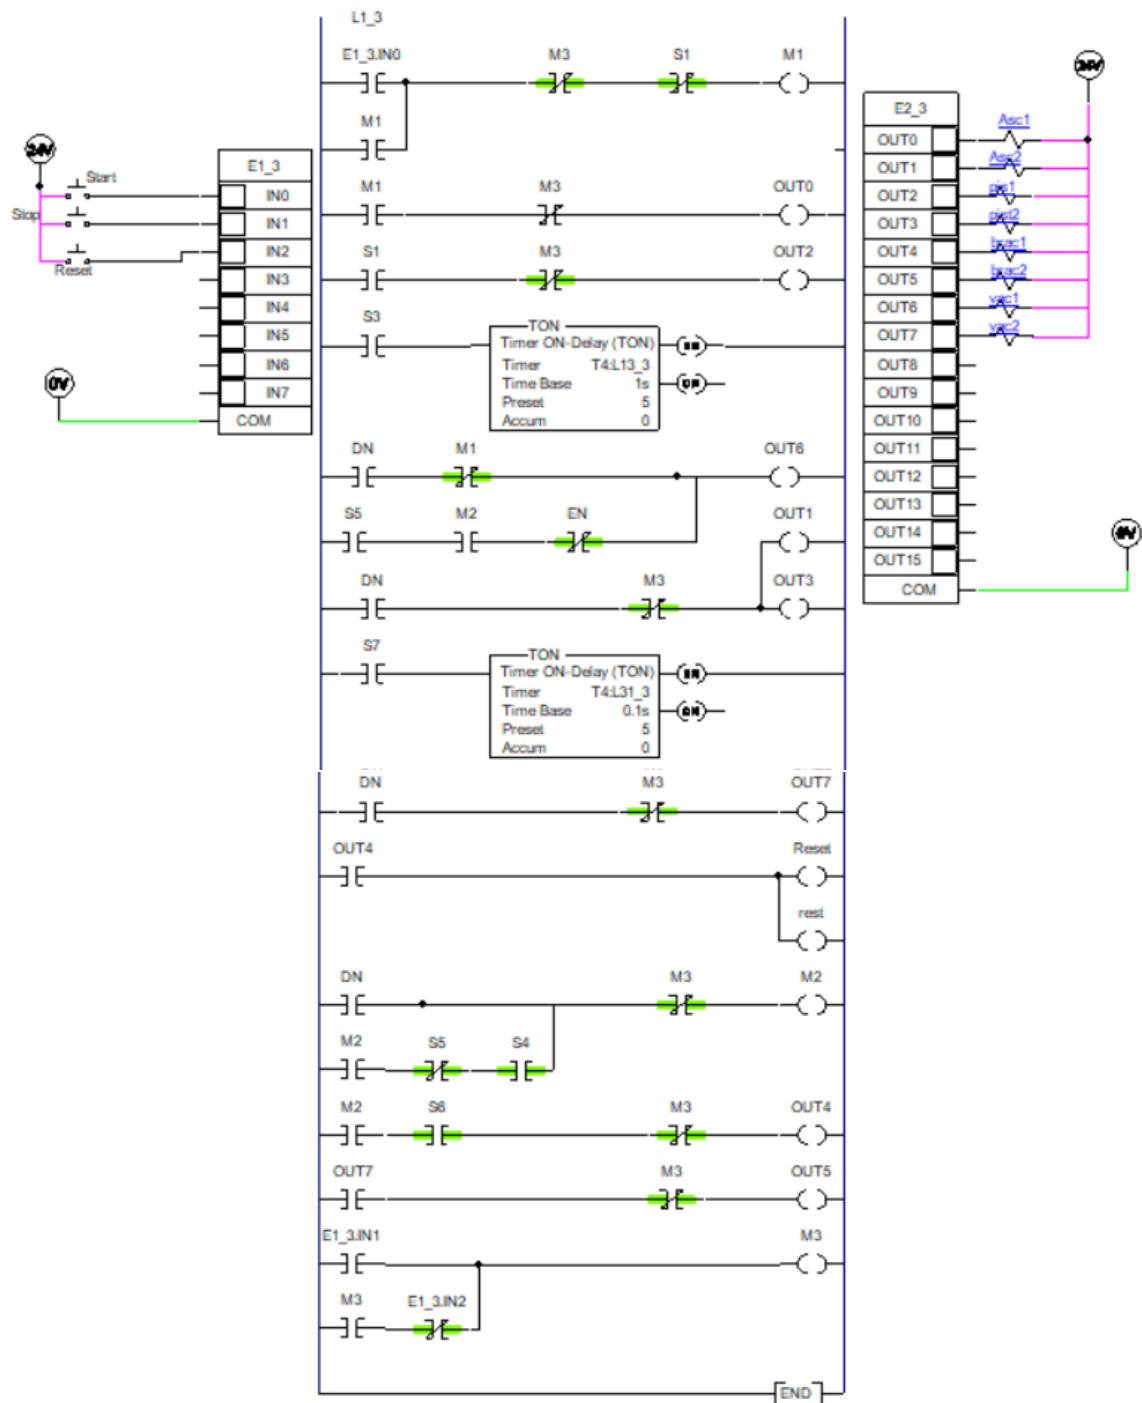 L1_3
E1_3.IN0 M3 S1 M1
M1
M1 M3 OUT0
S1 M3 OUT2
S3
TON
Timer ON-Delay (TON)
Timer T4:L13_3
Time Base 1s
Preset 5
Accum 0
DN M1 OUT6
S5 M2 EN OUT1
DN M3 OUT3
S7
TON
Timer ON-Delay (TON)
Timer T4:L31_3
Time Base 0.1s
Preset 5
Accum 0
DN M3 OUT7
OUT4 Reset
rest
DN M3 M2
M2 S5 S4
M2 S6 M3 OUT4
OUT7 M3 OUT5
E1_3.IN1 M3
M3 E1_3.IN2
END
24V
Start
Stop
Reset
0V
E1_3
IN0
IN1
IN2
IN3
IN4
IN5
IN6
IN7
COM
24V
E2_3
OUT0 Asc1
OUT1 Asc2
OUT2 pis1
OUT3 pist2
OUT4 brac1
OUT5 brac2
OUT6 vac1
OUT7 vac2
OUT8
OUT9
OUT10
OUT11
OUT12
OUT13
OUT14
OUT15
COM
0V